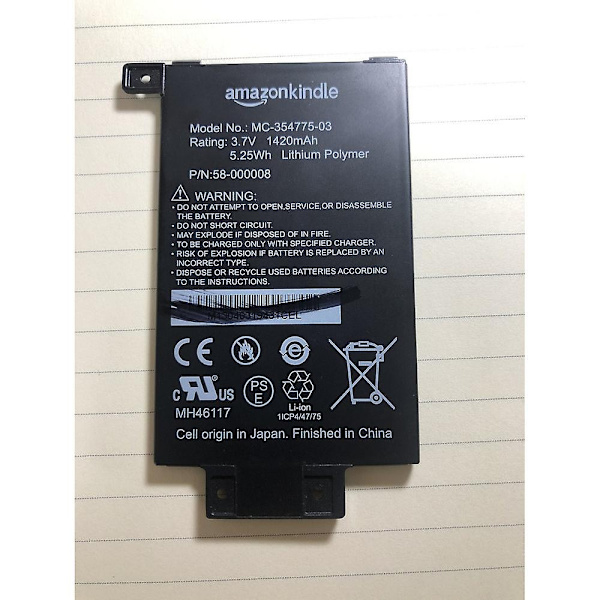 amazonkindle
Model No.: MC-354775-03
Rating: 3.7V 1420mAh
5.25Wh Lithium Polymer
P/N:58-000008
WARNING:
• DO NOT ATTEMPT TO OPEN,SERVICE,OR DISASSEMBLE
THE BATTERY.
• DO NOT SHORT CIRCUIT.
• MAY EXPLODE IF DISPOSED OF IN FIRE.
• TO BE CHARGED ONLY WITH SPECIFIED CHARGER.
• RISK OF EXPLOSION IF BATTERY IS REPLACED BY AN
INCORRECT TYPE.
• DISPOSE OR RECYCLE USED BATTERIES ACCORDING
TO THE INSTRUCTIONS.
CE
c RU US
PS
E
Li-ion
1ICP4/47/75
MH46117
Cell origin in Japan. Finished in China